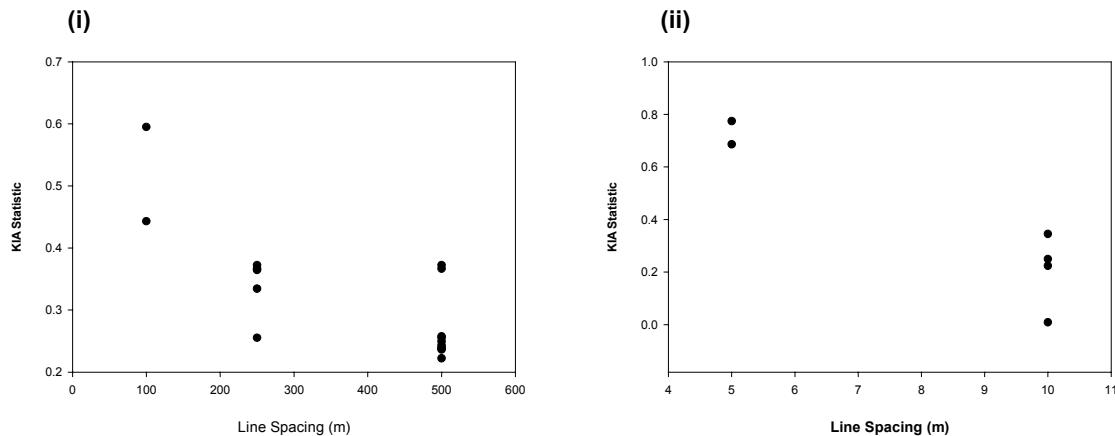 (i)
0.7
0.6
0.5
0.4
0.3
0.2
KIA Statistic
0 100 200 300 400 500 600
Line Spacing (m)
(ii)
1.0
0.8
0.6
0.4
0.2
0.0
KIA Statistic
4 5 6 7 8 9 10 11
Line Spacing (m)